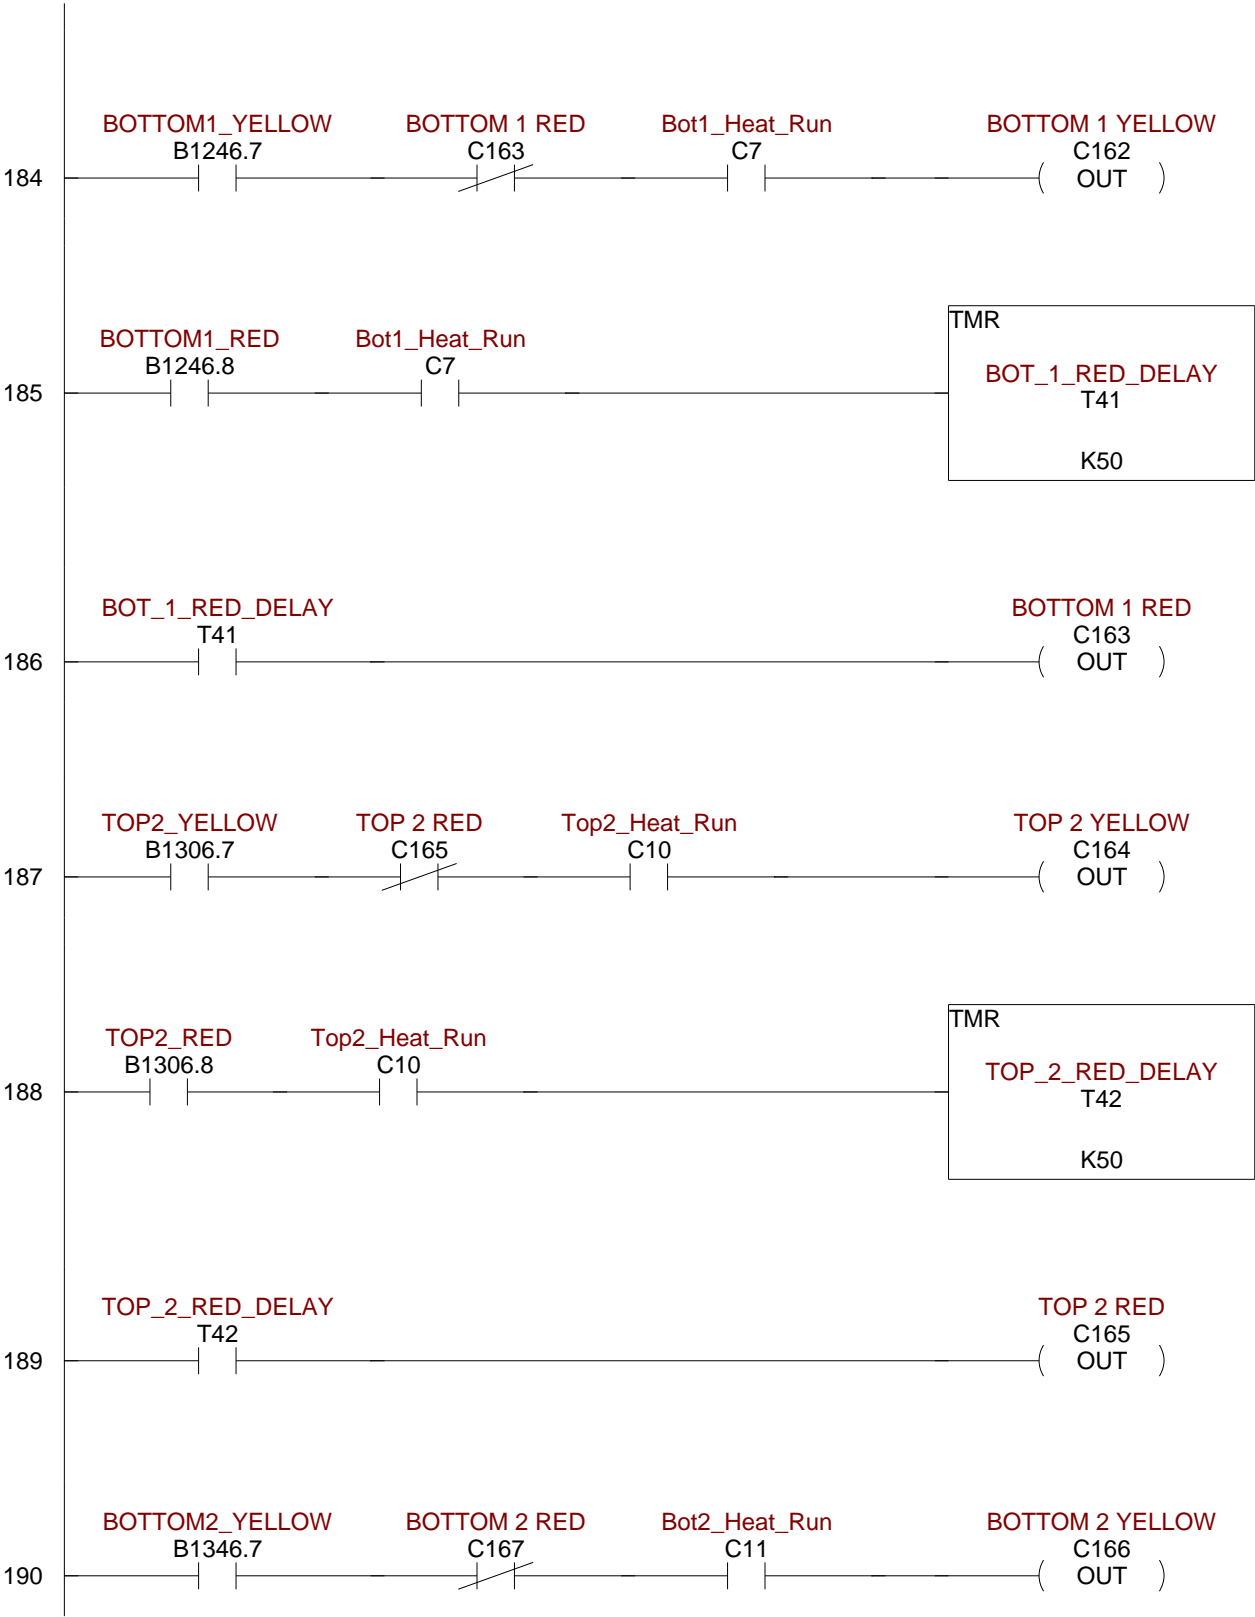 BOTTOM1_YELLOW BOTTOM 1 RED Bot1_Heat_Run BOTTOM 1 YELLOW
B1246.7 C163 C7 C162
184 OUT
TMR
BOTTOM1_RED Bot1_Heat_Run
B1246.8 C7
BOT_1_RED_DELAY
T41
185
K50
BOT_1_RED_DELAY BOTTOM 1 RED
T41 C163
186 OUT
TOP2_YELLOW TOP 2 RED Top2_Heat_Run TOP 2 YELLOW
B1306.7 C165 C10 C164
187 OUT
TMR
TOP2_RED Top2_Heat_Run
B1306.8 C10
TOP_2_RED_DELAY
T42
188
K50
TOP_2_RED_DELAY TOP 2 RED
T42 C165
189 OUT
BOTTOM2_YELLOW BOTTOM 2 RED Bot2_Heat_Run BOTTOM 2 YELLOW
B1346.7 C167 C11 C166
190 OUT